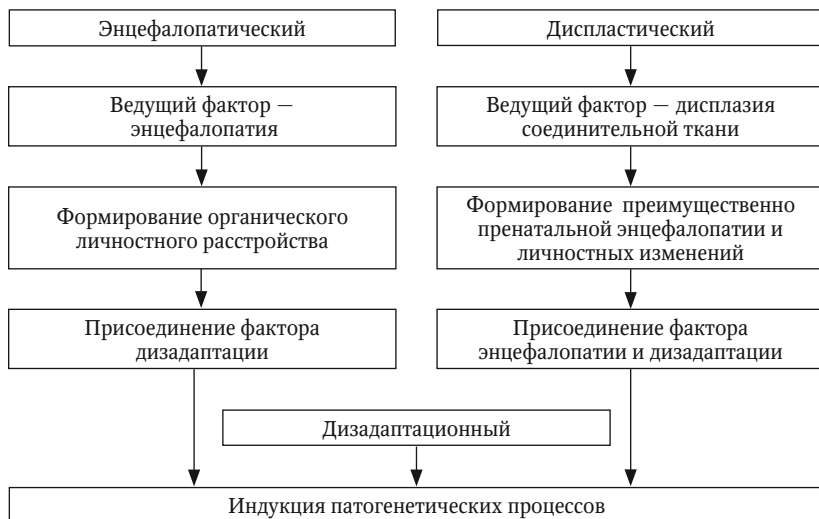 Энцефалопатический
Ведущий фактор —
энцефалопатия
Формирование органического
личностного расстройства
Присоединение фактора
дизадаптации
Диспластический
Ведущий фактор — дисплазия
соединительной ткани
Формирование преимущественно
пренатальной энцефалопатии и
личностных изменений
Присоединение фактора
энцефалопатии и дизадаптации
Дизадаптационный
Индукция патогенетических процессов